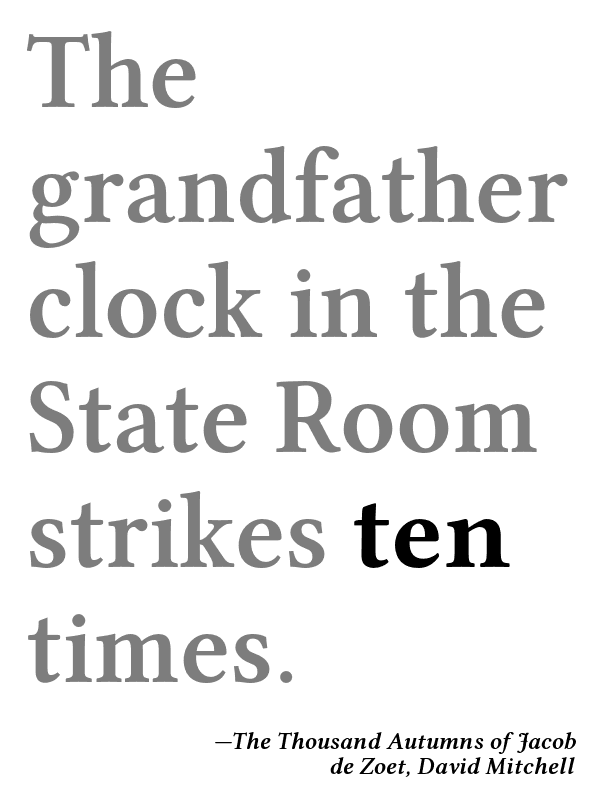 The
grandfather
clock in the
State Room
strikes ten
times.
—The Thousand Autumns of Jacob
de Zoet, David Mitchell